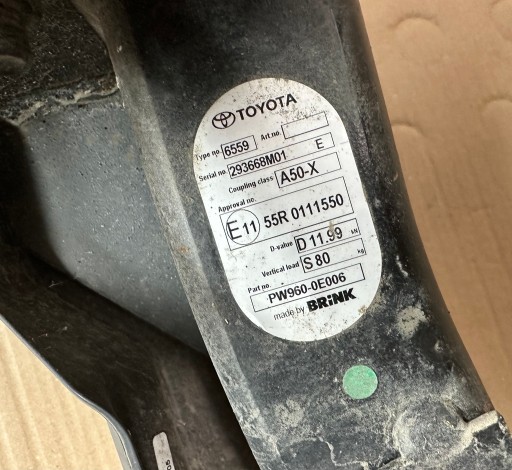 TOYOTA
Type no. 6559 Art.no.
Serial no. 293668M01 E
Coupling class A50-X
Approval no.
E11 55R 0111550
D-value D 11.99 kN
Vertical load S 80 kg
Part no.
PW960-0E006
made by BRINK